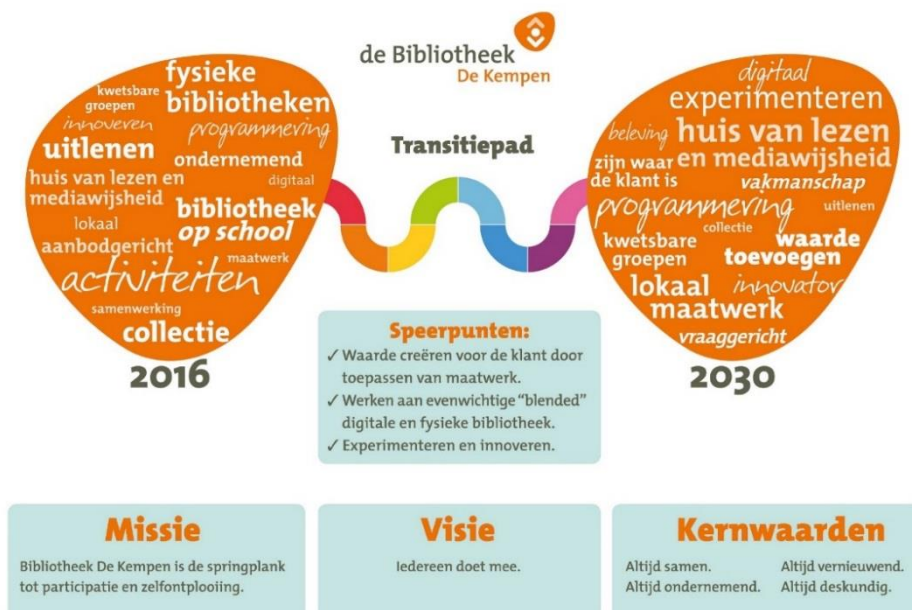 de Bibliotheek
De Kempen
fysieke
kwetsbare
groepen
bibliotheken
innoveren
programmering
uitlenen
ondernemend
huis van lezen en
mediawijsheid
digitaal
bibliotheek
op school
lokaal
aanbodgericht
maatwerk
activiteiten
samenwerking
collectie
2016
Transitiepad
digitaal
experimenteren
beleving
huis van lezen
en mediawijsheid
zijn waar
de klant is
vakmanschap
programmering
uitlenen
collectie
kwetsbare
groepen
waarde
toevoegen
lokaal
innovator
maatwerk
vraaggericht
2030
Speerpunten:
✓ Waarde creëren voor de klant door
toepassen van maatwerk.
✓ Werken aan evenwichtige “blended”
digitale en fysieke bibliotheek.
✓ Experimenteren en innoveren.
Missie
Bibliotheek De Kempen is de springplank
tot participatie en zelfontplooiing.
Visie
Iedereen doet mee.
Kernwaarden
Altijd samen. Altijd vernieuwend.
Altijd ondernemend. Altijd deskundig.